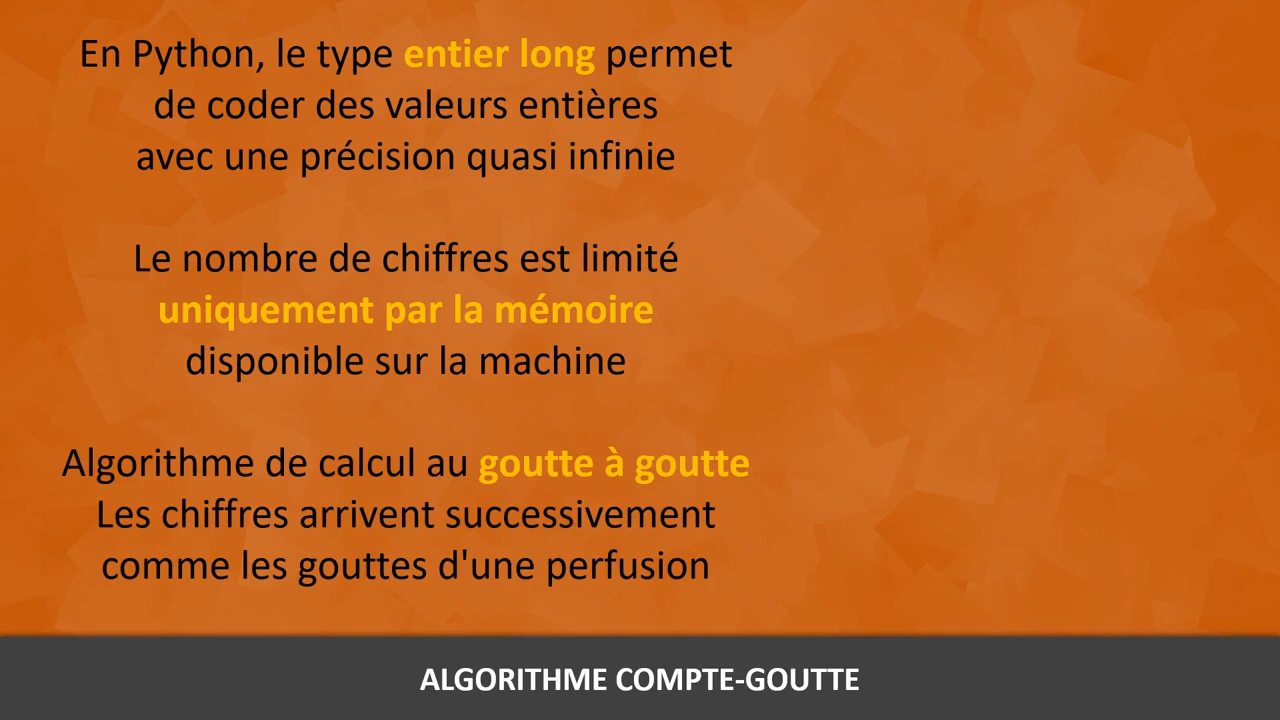 En Python, le type entier long permet
de coder des valeurs entières
avec une précision quasi infinie
Le nombre de chiffres est limité
uniquement par la mémoire
disponible sur la machine
Algorithme de calcul au goutte à goutte
Les chiffres arrivent successivement
comme les gouttes d'une perfusion
ALGORITHME COMPTE-GOUTTE